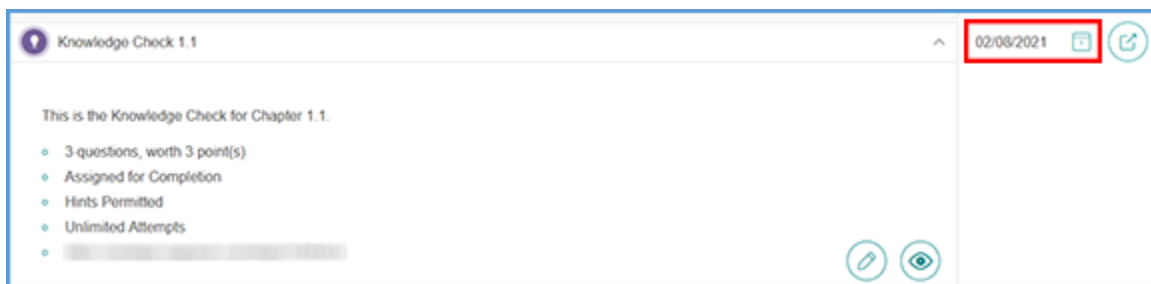 Knowledge Check 1.1
02/08/2021
This is the Knowledge Check for Chapter 1.1.
3 questions, worth 3 point(s)
Assigned for Completion
Hints Permitted
Unlimited Attempts